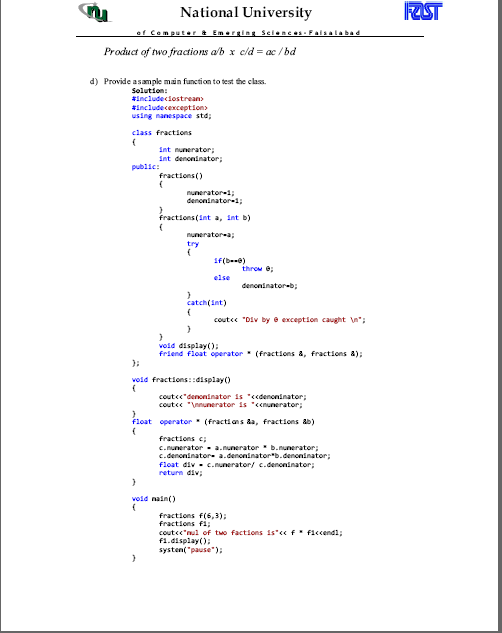 nu
National University
FAST
of Computer & Emerging Sciences-Faisalabad
Product of two fractions a/b x c/d = ac / bd
d) Provide a sample main function to test the class.
Solution:
#include<iostream>
#include<exception>
using namespace std;
class fractions
{
int numerator;
int denominator;
public:
fractions()
{
numerator=1;
denominator=1;
}
fractions(int a, int b)
{
numerator=a;
try
{
if(b==0)
throw 0;
else
denominator=b;
}
catch(int)
{
cout<< "Div by 0 exception caught \n";
}
}
void display();
friend float operator * (fractions &, fractions &);
};
void fractions::display()
{
cout<<"demominator is "<<denominator;
cout<< "\nnumerator is "<<numerator;
}
float operator * (fractions &a, fractions &b)
{
fractions c;
c.numerator = a.numerator * b.numerator;
c.denominator= a.denominator*b.denominator;
float div = c.numerator/ c.denominator;
return div;
}
void main()
{
fractions f(6,3);
fractions f1;
cout<<"mul of two factions is"<< f * f1<<endl;
f1.display();
system("pause");
}